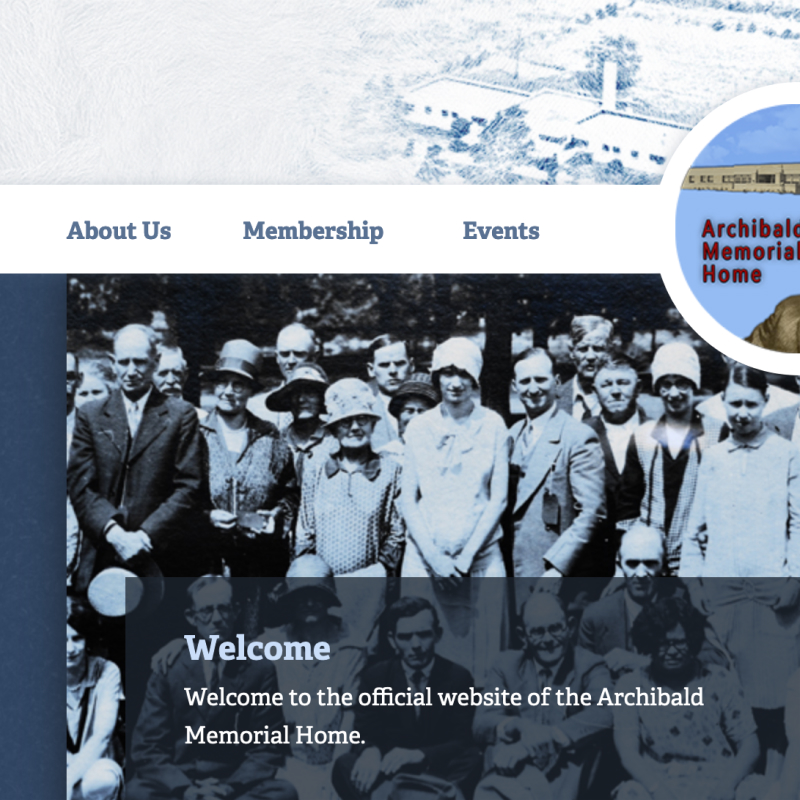 About Us
Membership
Events
Archibald
Memorial
Home
Welcome
Welcome to the official website of the Archibald
Memorial Home.